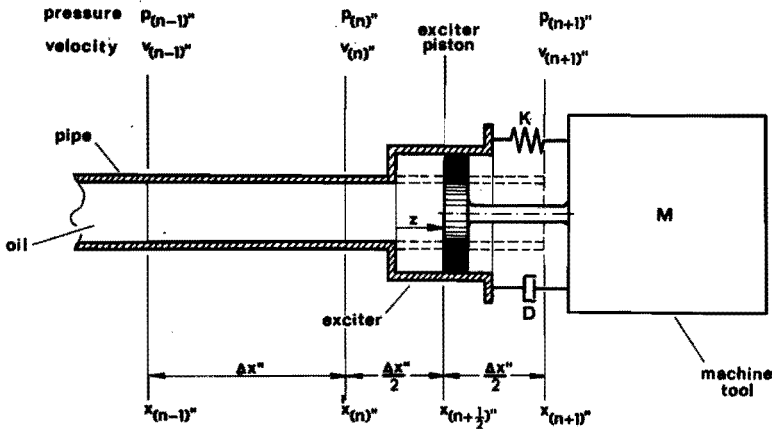 pressure p(n−1)" p(n)" exciter piston p(n+1)"
velocity v(n−1)" v(n)" v(n+1)"
pipe
K
M
z
oil
D
exciter
machine tool
Δx" Δx"/2 Δx"/2
x(n−1)" x(n)" x(n+½)" x(n+1)"